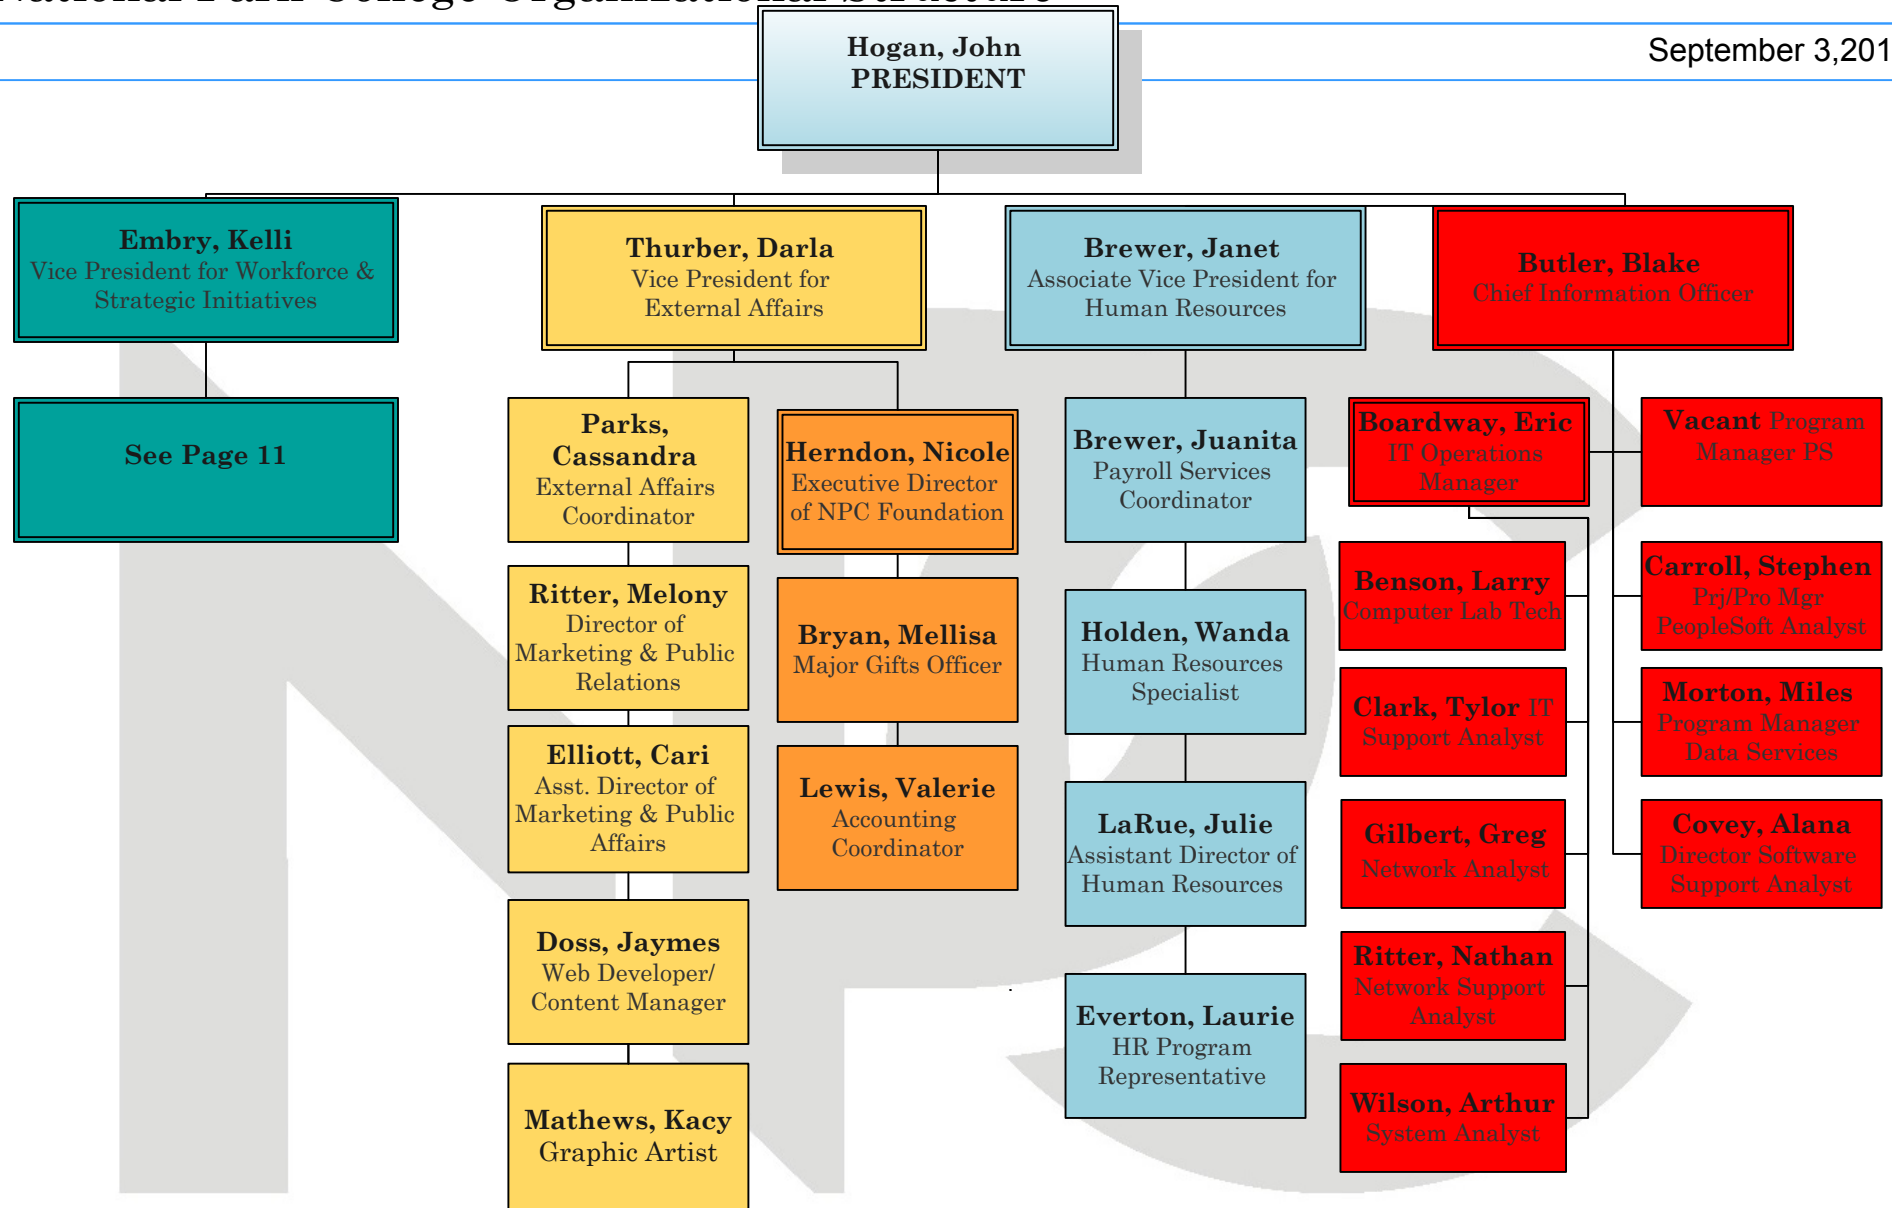 National Park College Organizational Structure
September 3,201
Hogan, John
PRESIDENT
Embry, Kelli
Vice President for Workforce &
Strategic Initiatives
See Page 11
Thurber, Darla
Vice President for
External Affairs
Parks,
Cassandra
External Affairs
Coordinator
Ritter, Melony
Director of
Marketing & Public
Relations
Elliott, Cari
Asst. Director of
Marketing & Public
Affairs
Doss, Jaymes
Web Developer/
Content Manager
Mathews, Kacy
Graphic Artist
Herndon, Nicole
Executive Director
of NPC Foundation
Bryan, Mellisa
Major Gifts Officer
Lewis, Valerie
Accounting
Coordinator
Brewer, Janet
Associate Vice President for
Human Resources
Brewer, Juanita
Payroll Services
Coordinator
Holden, Wanda
Human Resources
Specialist
LaRue, Julie
Assistant Director of
Human Resources
Everton, Laurie
HR Program
Representative
Butler, Blake
Chief Information Officer
Boardway, Eric
IT Operations
Manager
Benson, Larry
Computer Lab Tech
Clark, Tylor IT
Support Analyst
Gilbert, Greg
Network Analyst
Ritter, Nathan
Network Support
Analyst
Wilson, Arthur
System Analyst
Vacant Program
Manager PS
Carroll, Stephen
Prj/Pro Mgr
PeopleSoft Analyst
Morton, Miles
Program Manager
Data Services
Covey, Alana
Director Software
Support Analyst
NPC